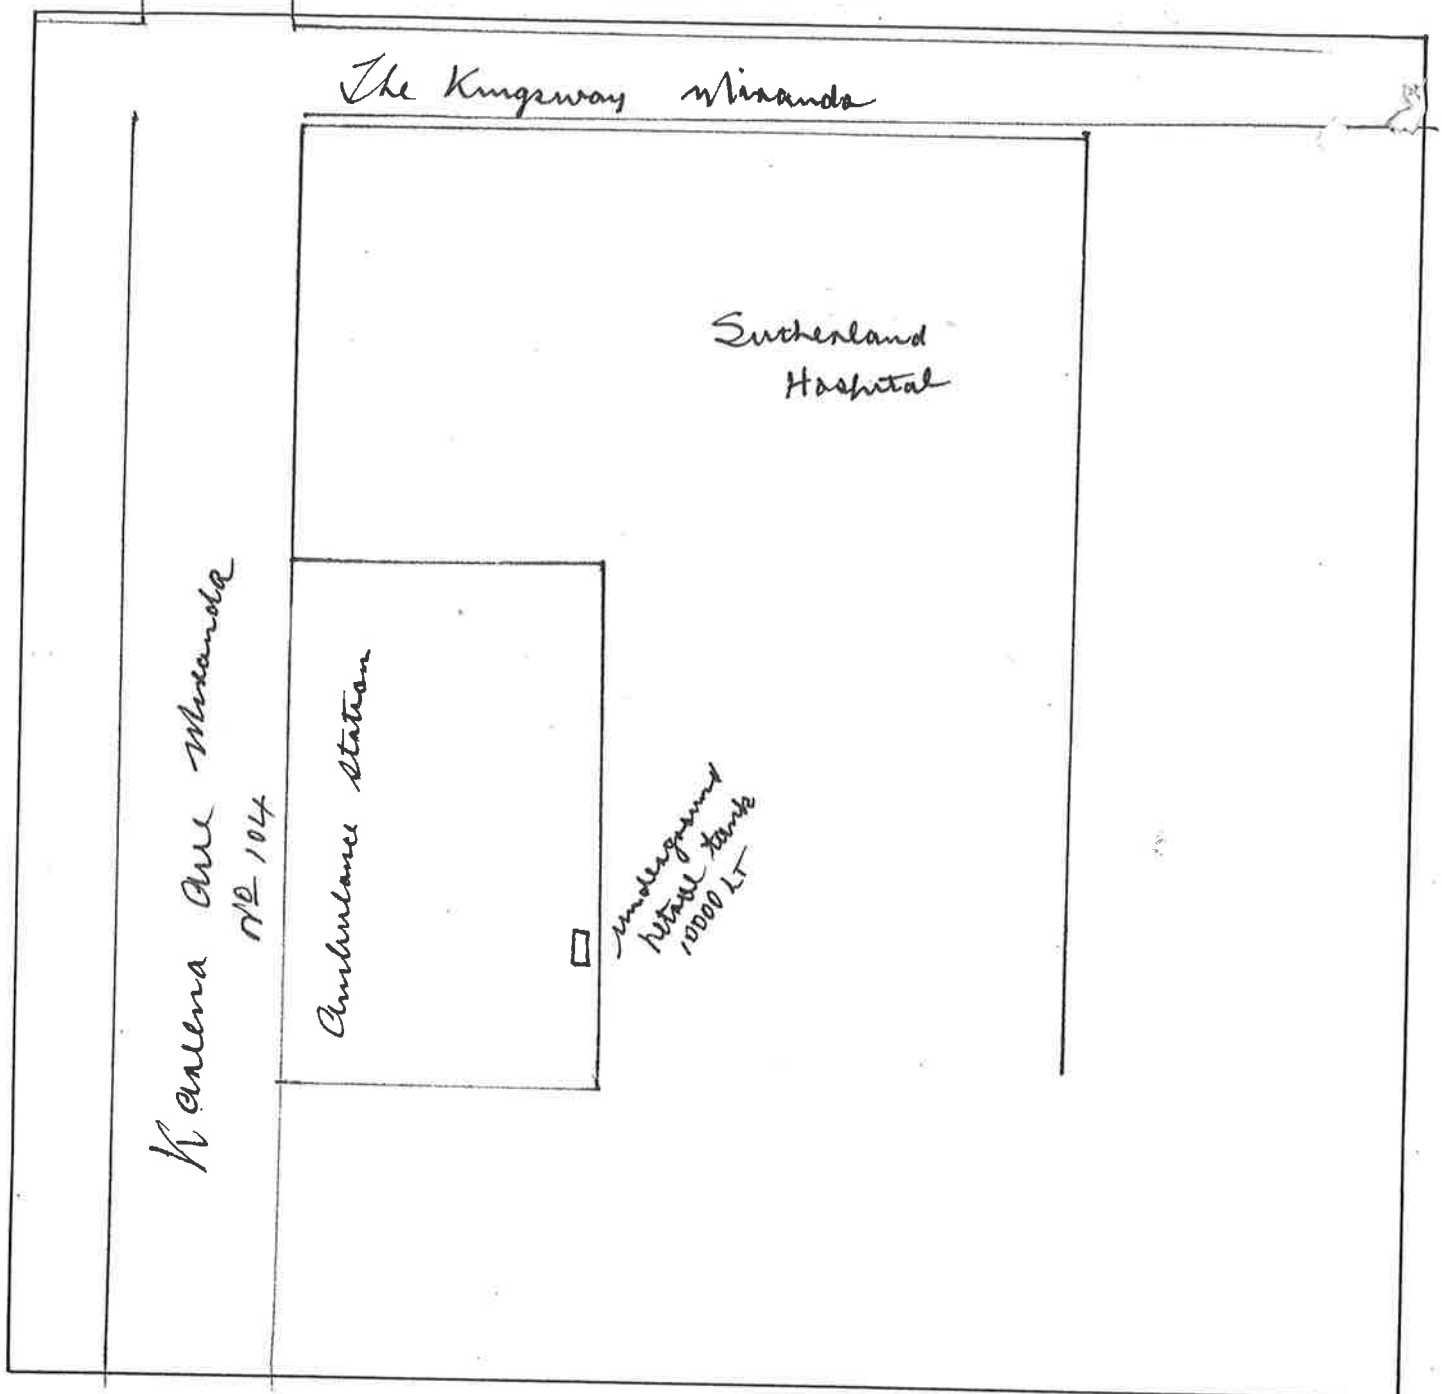 The Kingsway Miranda
Sutherland
Hospital
Kareena Ave Miranda
No 104
Ambulance Station
underground
petrol tank
10000 LT